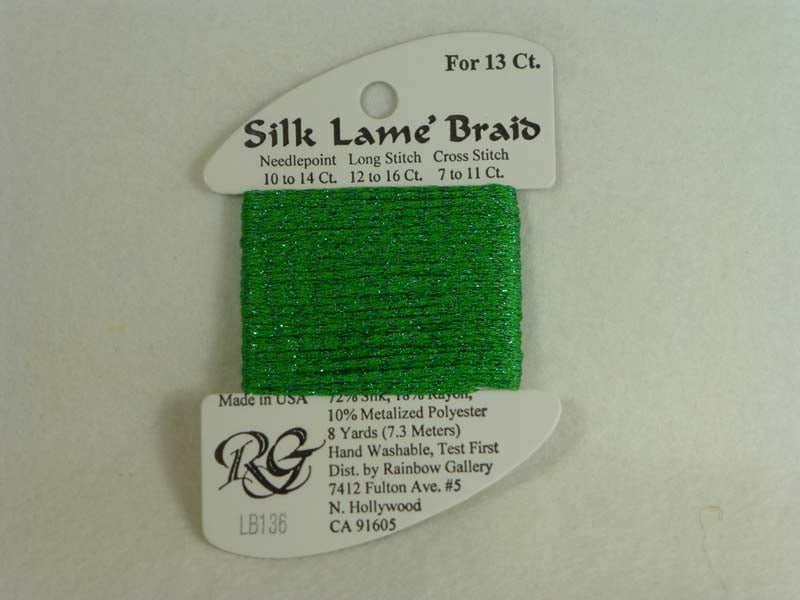 For 13 Ct.
Silk Lame' Braid
Needlepoint Long Stitch Cross Stitch
10 to 14 Ct. 12 to 16 Ct. 7 to 11 Ct.
Made in USA 72% Silk, 18% Rayon,
10% Metalized Polyester
8 Yards (7.3 Meters)
Hand Washable, Test First
Dist. by Rainbow Gallery
7412 Fulton Ave. #5
N. Hollywood
CA 91605
RG
LB136